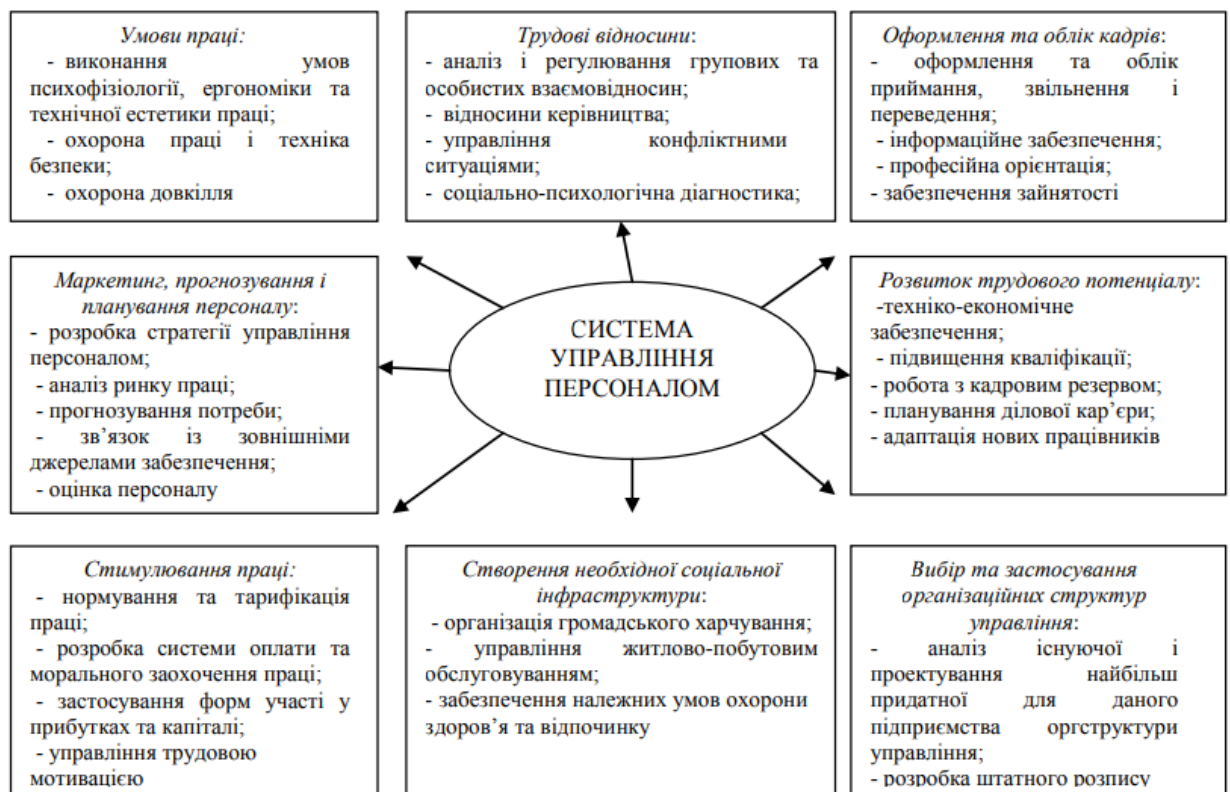 Умови праці:
- виконання умов
психофізіології, ергономіки та
технічної естетики праці;
- охорона праці і техніка
безпеки;
- охорона довкілля
Трудові відносини:
- аналіз і регулювання групових та
особистих взаємовідносин;
- відносини керівництва;
- управління конфліктними
ситуаціями;
- соціально-психологічна діагностика;
Оформлення та облік кадрів:
- оформлення та облік
приймання, звільнення і
переведення;
- інформаційне забезпечення;
- професійна орієнтація;
- забезпечення зайнятості
Маркетинг, прогнозування і
планування персоналу:
- розробка стратегії управління
персоналом;
- аналіз ринку праці;
- прогнозування потреби;
- зв’язок із зовнішніми
джерелами забезпечення;
- оцінка персоналу
СИСТЕМА
УПРАВЛІННЯ
ПЕРСОНАЛОМ
Розвиток трудового потенціалу:
-техніко-економічне
забезпечення;
- підвищення кваліфікації;
- робота з кадровим резервом;
- планування ділової кар’єри;
- адаптація нових працівників
Стимулювання праці:
- нормування та тарифікація
праці;
- розробка системи оплати та
морального заохочення праці;
- застосування форм участі у
прибутках та капіталі;
- управління трудовою
мотивацією
Створення необхідної соціальної
інфраструктури:
- організація громадського харчування;
- управління житлово-побутовим
обслуговуванням;
- забезпечення належних умов охорони
здоров’я та відпочинку
Вибір та застосування
організаційних структур
управління:
- аналіз існуючої і
проектування найбільш
придатної для даного
підприємства оргструктури
управління;
- розробка штатного розпису